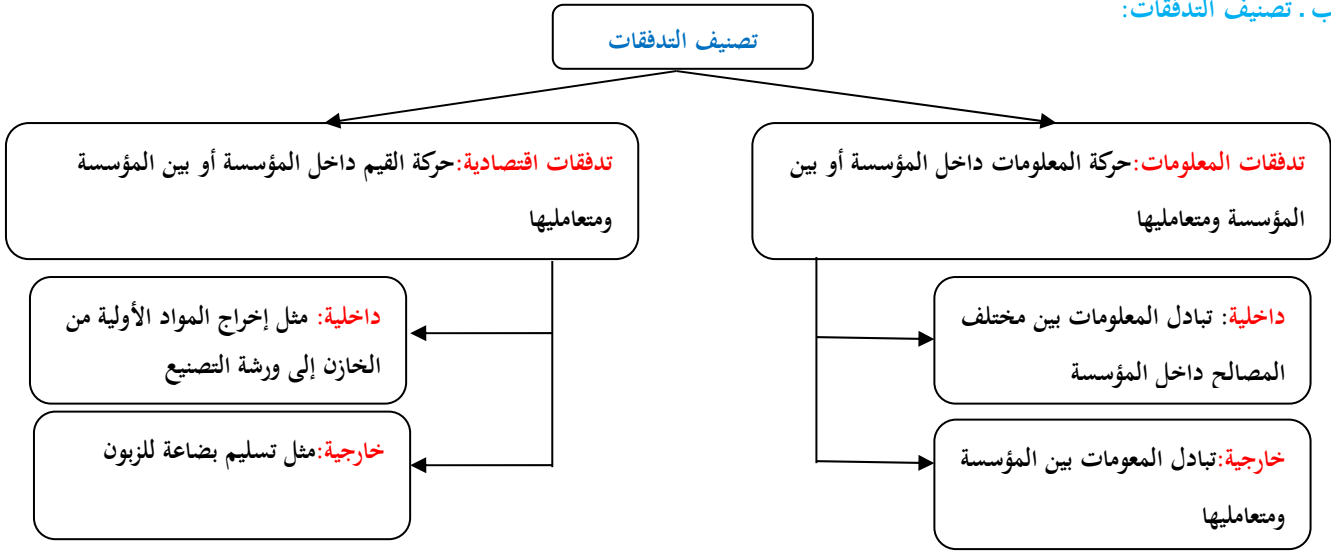 ب . تصنيف التدفقات:
تصنيف التدفقات
تدفقات المعلومات:حركة المعلومات داخل المؤسسة أو بين
المؤسسة ومتعامليها
داخلية: تبادل المعلومات بين مختلف
المصالح داخل المؤسسة
خارجية:تبادل المعومات بين المؤسسة
ومتعامليها
تدفقات اقتصادية:حركة القيم داخل المؤسسة أو بين المؤسسة
ومتعامليها
داخلية: مثل إخراج المواد الأولية من
الخازن إلى ورشة التصنيع
خارجية:مثل تسليم بضاعة للزبون